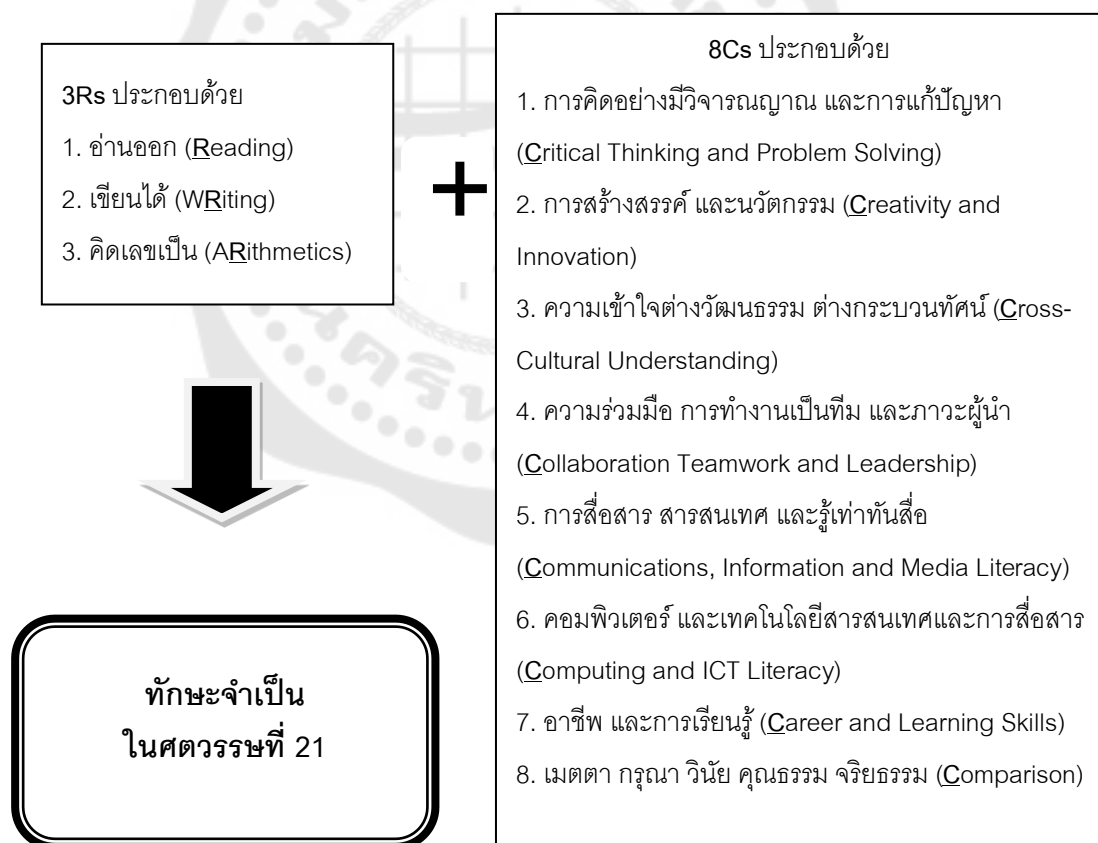 3Rs ประกอบด้วย
1. อ่านออก (Reading)
2. เขียนได้ (WRiting)
3. คิดเลขเป็น (ARithmetics)
+
8Cs ประกอบด้วย
1. การคิดอย่างมีวิจารณญาณ และการแก้ปัญหา
(Critical Thinking and Problem Solving)
2. การสร้างสรรค์ และนวัตกรรม (Creativity and
Innovation)
3. ความเข้าใจต่างวัฒนธรรม ต่างกระบวนทัศน์ (Cross-
Cultural Understanding)
4. ความร่วมมือ การทำงานเป็นทีม และภาวะผู้นำ
(Collaboration Teamwork and Leadership)
5. การสื่อสาร สารสนเทศ และรู้เท่าทันสื่อ
(Communications, Information and Media Literacy)
6. คอมพิวเตอร์ และเทคโนโลยีสารสนเทศและการสื่อสาร
(Computing and ICT Literacy)
7. อาชีพ และการเรียนรู้ (Career and Learning Skills)
8. เมตตา กรุณา วินัย คุณธรรม จริยธรรม (Comparison)
ทักษะจำเป็น
ในศตวรรษที่ 21